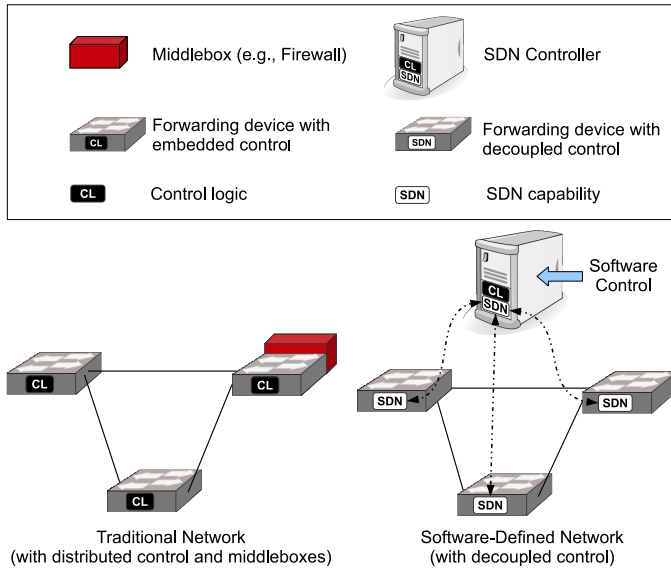 Middlebox (e.g., Firewall)
CL
SDN
SDN Controller
CL
Forwarding device with
embedded control
SDN
Forwarding device with
decoupled control
CL
Control logic
SDN
SDN capability
CL
SDN
Software
Control
CL
CL
SDN
SDN
CL
SDN
Traditional Network
(with distributed control and middleboxes)
Software-Defined Network
(with decoupled control)